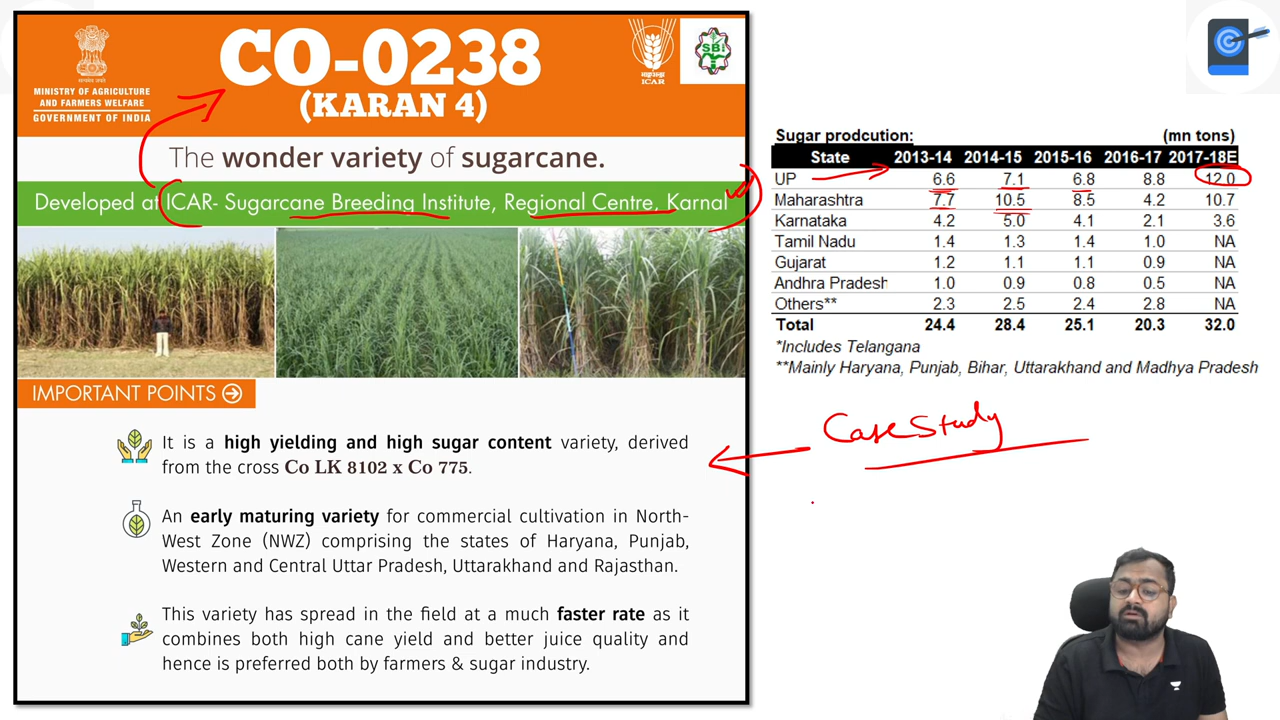 MINISTRY OF AGRICULTURE
AND FARMERS WELFARE
GOVERNMENT OF INDIA
CO-0238
(KARAN 4)
ICAR
SBI
The wonder variety of sugarcane.
Developed at ICAR- Sugarcane Breeding Institute, Regional Centre, Karnal
IMPORTANT POINTS
It is a high yielding and high sugar content variety, derived
from the cross Co LK 8102 x Co 775.
An early maturing variety for commercial cultivation in North-
West Zone (NWZ) comprising the states of Haryana, Punjab,
Western and Central Uttar Pradesh, Uttarakhand and Rajasthan.
This variety has spread in the field at a much faster rate as it
combines both high cane yield and better juice quality and
hence is preferred both by farmers & sugar industry.
Sugar prodcution: (mn tons)
State 2013-14 2014-15 2015-16 2016-17 2017-18E
UP 6.6 7.1 6.8 8.8 12.0
Maharashtra 7.7 10.5 8.5 4.2 10.7
Karnataka 4.2 5.0 4.1 2.1 3.6
Tamil Nadu 1.4 1.3 1.4 1.0 NA
Gujarat 1.2 1.1 1.1 0.9 NA
Andhra Pradesh 1.0 0.9 0.8 0.5 NA
Others** 2.3 2.5 2.4 2.8 NA
Total 24.4 28.4 25.1 20.3 32.0
*Includes Telangana
**Mainly Haryana, Punjab, Bihar, Uttarakhand and Madhya Pradesh
Case Study